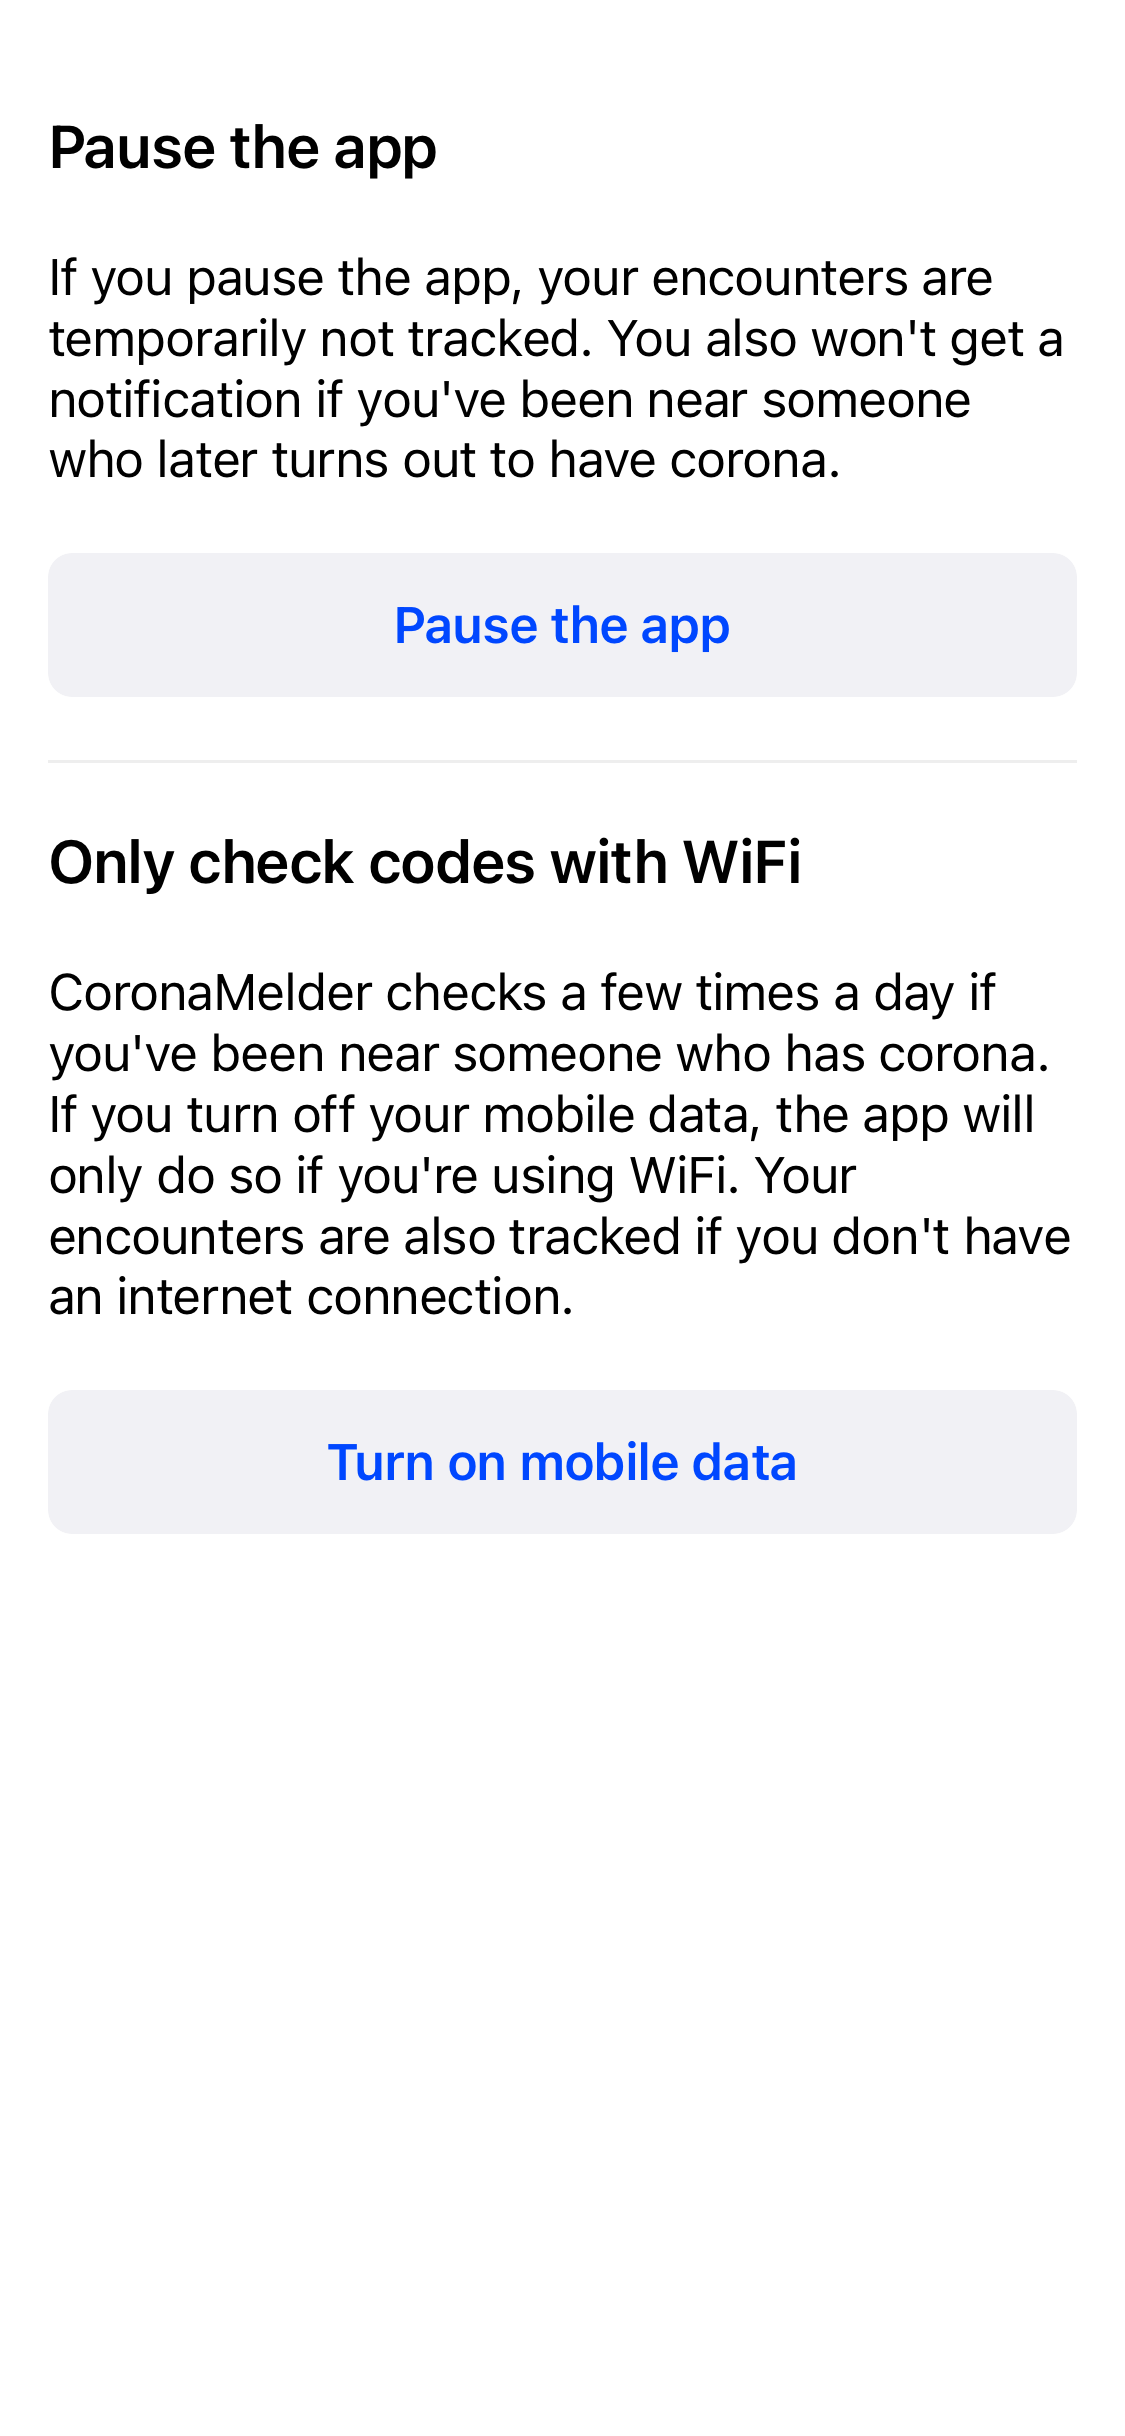 Pause the app
If you pause the app, your encounters are
temporarily not tracked. You also won't get a
notification if you've been near someone
who later turns out to have corona.
Pause the app
Only check codes with WiFi
CoronaMelder checks a few times a day if
you've been near someone who has corona.
If you turn off your mobile data, the app will
only do so if you're using WiFi. Your
encounters are also tracked if you don't have
an internet connection.
Turn on mobile data